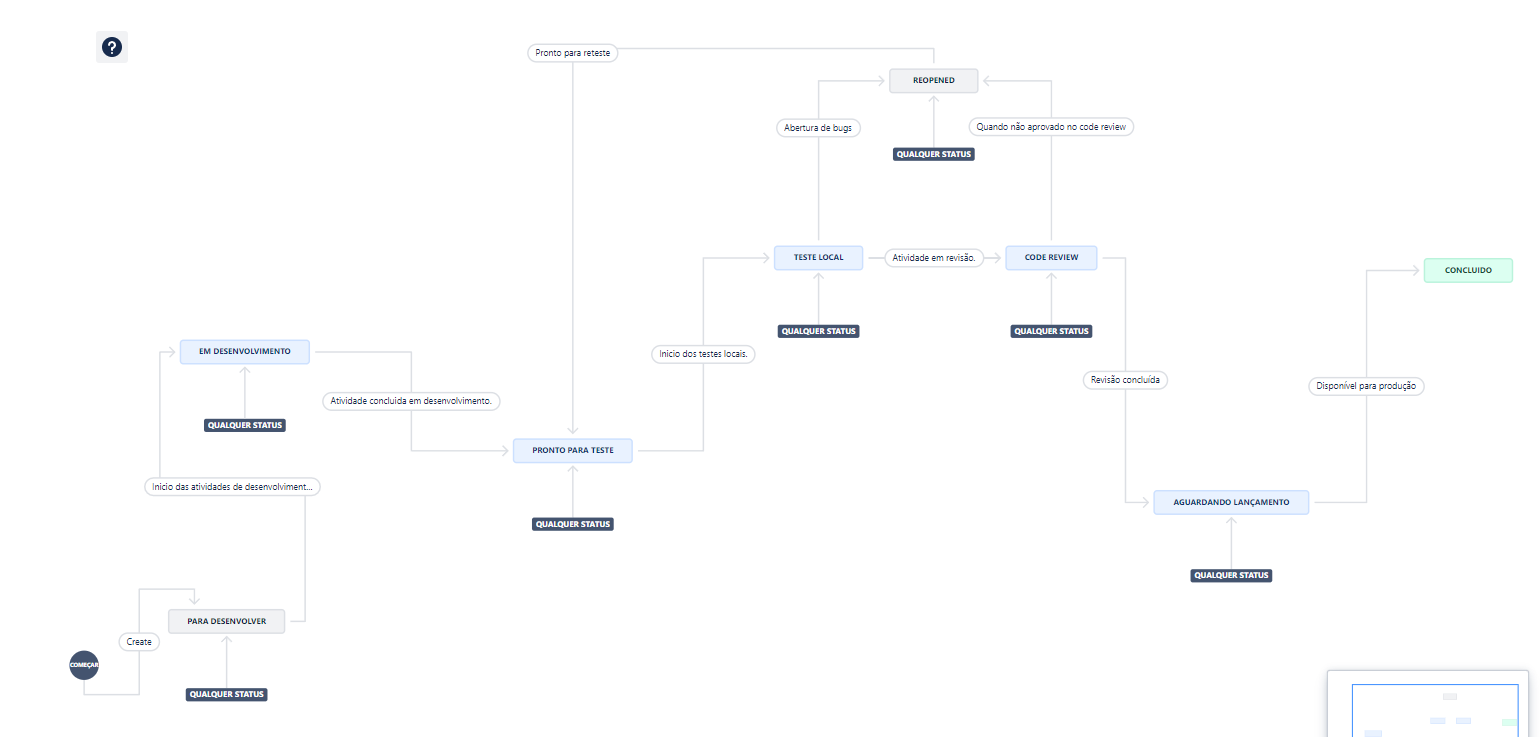 ?
Pronto para reteste
REOPENED
Abertura de bugs
Quando não aprovado no code review
QUALQUER STATUS
TESTE LOCAL
Atividade em revisão.
CODE REVIEW
CONCLUIDO
QUALQUER STATUS
QUALQUER STATUS
EM DESENVOLVIMENTO
Inicio dos testes locais.
Revisão concluída
Disponível para produção
Atividade concluida em desenvolvimento.
QUALQUER STATUS
PRONTO PARA TESTE
Inicio das atividades de desenvolviment...
AGUARDANDO LANÇAMENTO
QUALQUER STATUS
QUALQUER STATUS
PARA DESENVOLVER
Create
COMEÇAR
QUALQUER STATUS